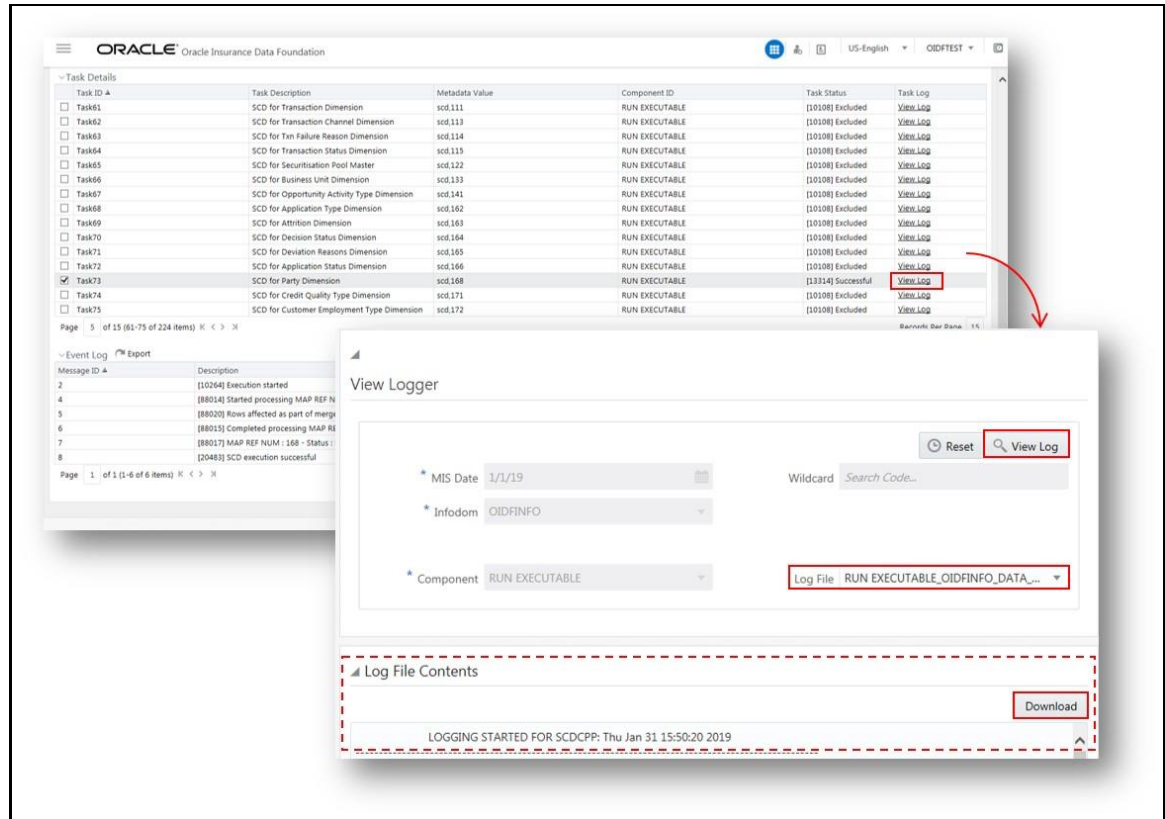 ORACLE® Oracle Insurance Data Foundation US-English OIDFTEST
Task Details
Task ID Task Description Metadata Value Component ID Task Status Task Log
Task61 SCD for Transaction Dimension scd,111 RUN EXECUTABLE [10108] Excluded View Log
Task62 SCD for Transaction Channel Dimension scd,113 RUN EXECUTABLE [10108] Excluded View Log
Task63 SCD for Txn Failure Reason Dimension scd,114 RUN EXECUTABLE [10108] Excluded View Log
Task64 SCD for Transaction Status Dimension scd,115 RUN EXECUTABLE [10108] Excluded View Log
Task65 SCD for Securitisation Pool Master scd,122 RUN EXECUTABLE [10108] Excluded View Log
Task66 SCD for Business Unit Dimension scd,133 RUN EXECUTABLE [10108] Excluded View Log
Task67 SCD for Opportunity Activity Type Dimension scd,141 RUN EXECUTABLE [10108] Excluded View Log
Task68 SCD for Application Type Dimension scd,162 RUN EXECUTABLE [10108] Excluded View Log
Task69 SCD for Attrition Dimension scd,163 RUN EXECUTABLE [10108] Excluded View Log
Task70 SCD for Decision Status Dimension scd,164 RUN EXECUTABLE [10108] Excluded View Log
Task71 SCD for Deviation Reasons Dimension scd,165 RUN EXECUTABLE [10108] Excluded View Log
Task72 SCD for Application Status Dimension scd,166 RUN EXECUTABLE [10108] Excluded View Log
Task73 SCD for Party Dimension scd,168 RUN EXECUTABLE [13314] Successful View Log
Task74 SCD for Credit Quality Type Dimension scd,171 RUN EXECUTABLE [10108] Excluded View Log
Task75 SCD for Customer Employment Type Dimension scd,172 RUN EXECUTABLE [10108] Excluded View Log
Page 5 of 15 (61-75 of 224 items) Records Per Page 15
Event Log Export
Message ID Description
2 [10264] Execution started
4 [88014] Started processing MAP REF N
5 [88020] Rows affected as part of merge
6 [88015] Completed processing MAP RE
7 [88017] MAP REF NUM : 168 - Status :
8 [20483] SCD execution successful
Page 1 of 1 (1-6 of 6 items)
View Logger
Reset View Log
* MIS Date 1/1/19 Wildcard Search Code...
* Infodom OIDFINFO
* Component RUN EXECUTABLE Log File RUN EXECUTABLE_OIDFINFO_DATA_...
Log File Contents
Download
LOGGING STARTED FOR SCDCPP: Thu Jan 31 15:50:20 2019